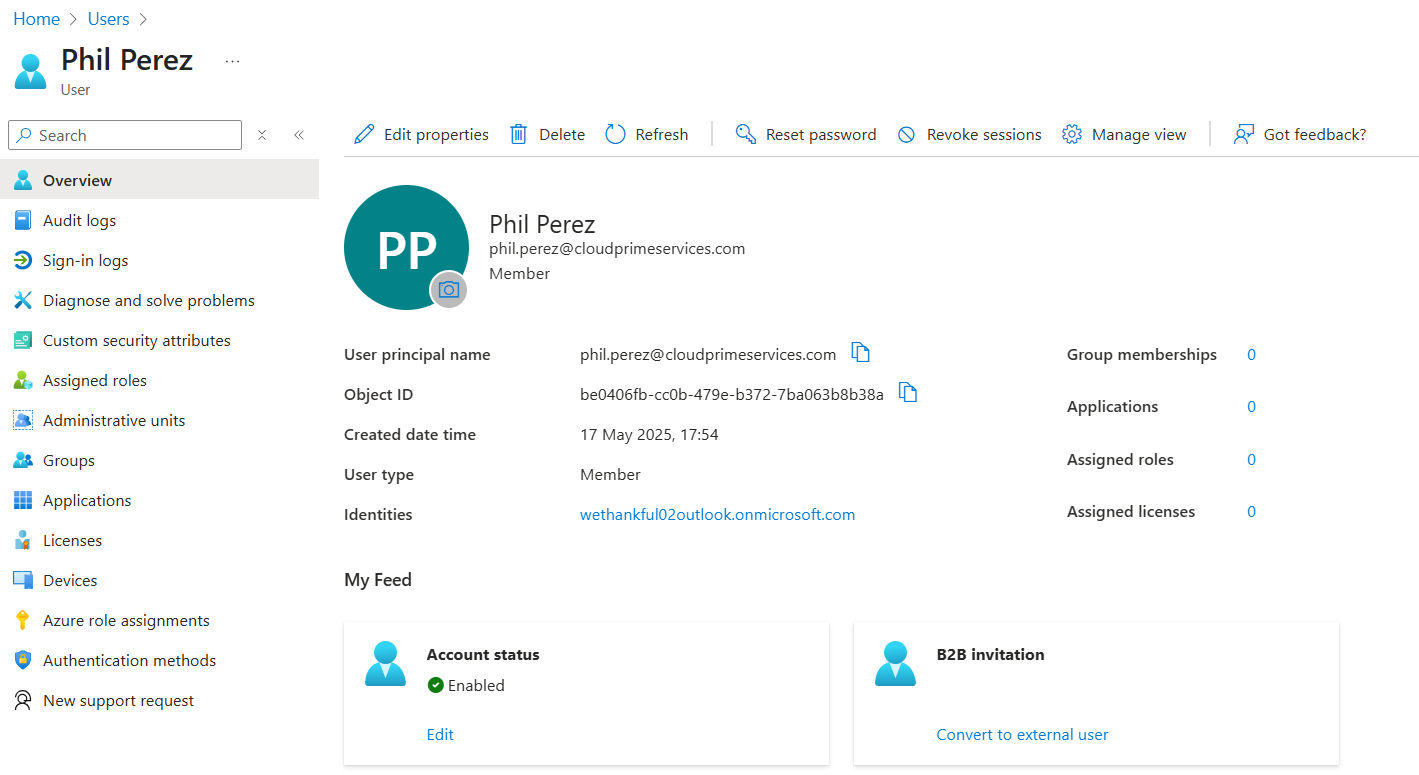 Home > Users >
Phil Perez ...
User
Search
Edit properties Delete Refresh Reset password Revoke sessions Manage view Got feedback?
Overview
Audit logs
Sign-in logs
Diagnose and solve problems
Custom security attributes
Assigned roles
Administrative units
Groups
Applications
Licenses
Devices
Azure role assignments
Authentication methods
New support request
PP
Phil Perez
phil.perez@cloudprimeservices.com
Member
User principal name phil.perez@cloudprimeservices.com
Object ID be0406fb-cc0b-479e-b372-7ba063b8b38a
Created date time 17 May 2025, 17:54
User type Member
Identities wethankful02outlook.onmicrosoft.com
Group memberships 0
Applications 0
Assigned roles 0
Assigned licenses 0
My Feed
Account status
Enabled
Edit
B2B invitation
Convert to external user